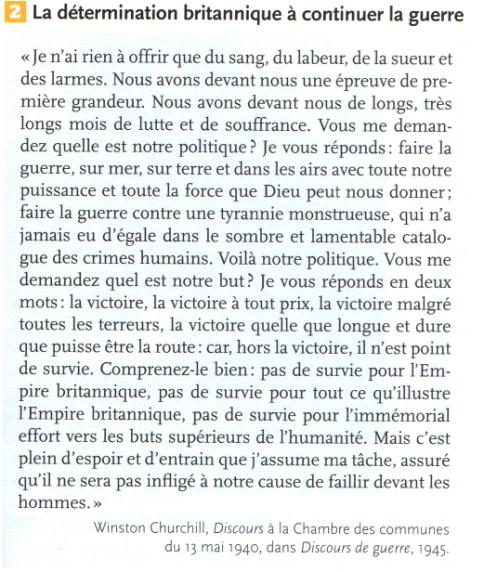 2 La détermination britannique à continuer la guerre
« Je n'ai rien à offrir que du sang, du labeur, de la sueur et
des larmes. Nous avons devant nous une épreuve de pre-
mière grandeur. Nous avons devant nous de longs, très
longs mois de lutte et de souffrance. Vous me deman-
dez quelle est notre politique ? Je vous réponds : faire la
guerre, sur mer, sur terre et dans les airs avec toute notre
puissance et toute la force que Dieu peut nous donner ;
faire la guerre contre une tyrannie monstrueuse, qui n'a
jamais eu d'égale dans le sombre et lamentable catalo-
gue des crimes humains. Voilà notre politique. Vous me
demandez quel est notre but ? Je vous réponds en deux
mots : la victoire, la victoire à tout prix, la victoire malgré
toutes les terreurs, la victoire quelle que longue et dure
que puisse être la route : car, hors la victoire, il n'est point
de survie. Comprenez-le bien : pas de survie pour l'Em-
pire britannique, pas de survie pour tout ce qu'illustre
l'Empire britannique, pas de survie pour l'immémorial
effort vers les buts supérieurs de l'humanité. Mais c'est
plein d'espoir et d'entrain que j'assume ma tâche, assuré
qu'il ne sera pas infligé à notre cause de faillir devant les
hommes. »
Winston Churchill, Discours à la Chambre des communes
du 13 mai 1940, dans Discours de guerre, 1945.